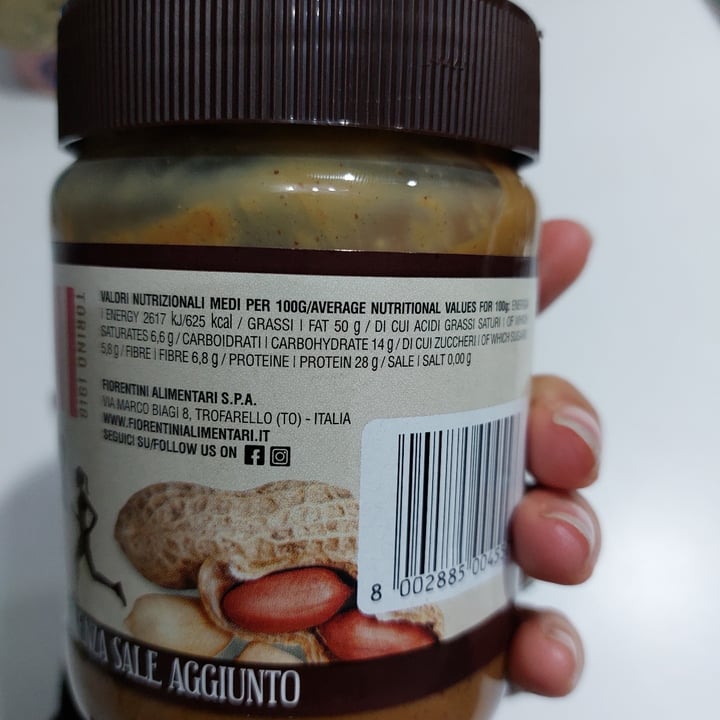 VALORI NUTRIZIONALI MEDI PER 100G/AVERAGE NUTRITIONAL VALUES FOR 100g:
| ENERGY 2617 kJ/625 kcal / GRASSI | FAT 50 g / DI CUI ACIDI GRASSI SATURI | OF WHICH
SATURATES 6,6 g / CARBOIDRATI | CARBOHYDRATE 14 g / DI CUI ZUCCHERI | OF WHICH SUGARS
5,8 g / FIBRE | FIBRE 6,8 g / PROTEINE | PROTEIN 28 g / SALE | SALT 0,00 g
FIORENTINI ALIMENTARI S.P.A.
VIA MARCO BIAGI 8, TROFARELLO (TO) - ITALIA
WWW.FIORENTINIALIMENTARI.IT
SEGUICI SU/FOLLOW US ON
TORINO 1918
8 002885 0045
SALE AGGIUNTO